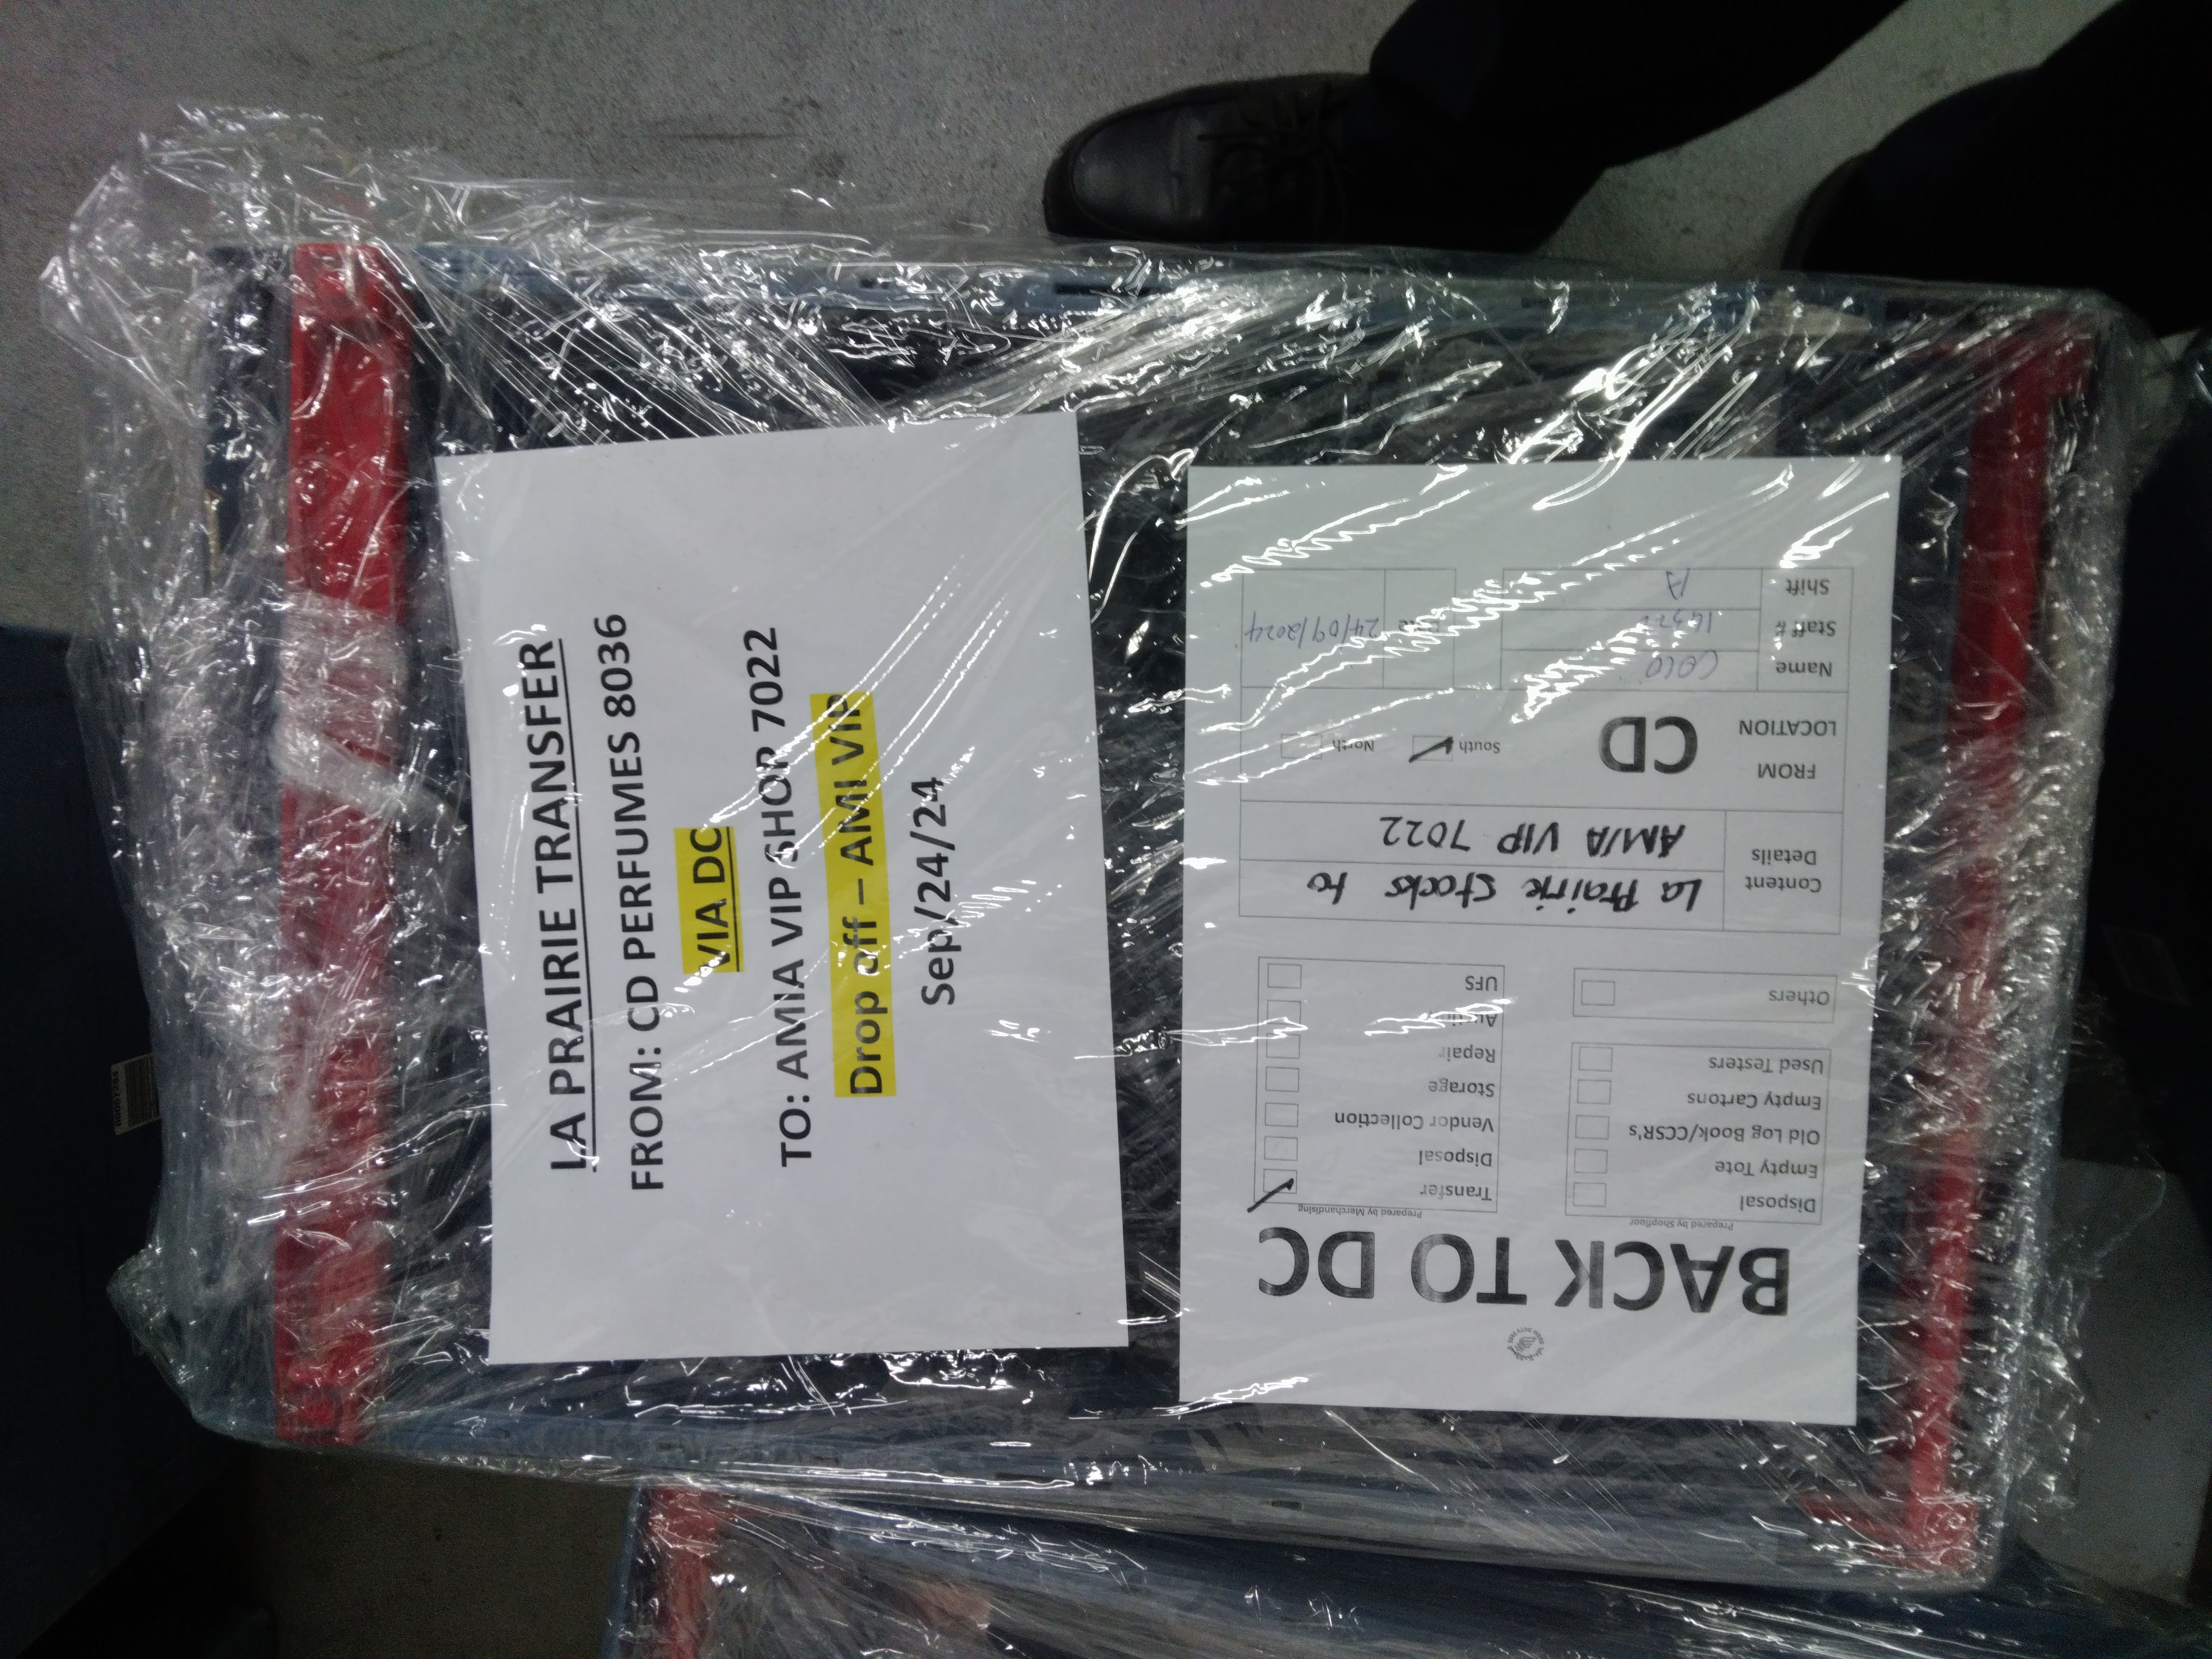 LA PRAIRIE TRANSFER
FROM: CD PERFUMES 8036
VIA DC
TO: AMIA VIP SHOP 7022
Drop off – AMI VIP
Sep/24/24
BACK TO DC
Prepared by Shopfloor
Disposal
Empty Tote
Old Log Book/CCSR's
Empty Cartons
Used Testers
Others
Prepared by Merchandising
Transfer
Disposal
Vendor Collection
Storage
Repair
UFS
Content Details
La Prairie stocks to
AMIA VIP 7022
FROM LOCATION
CD
South
North
Name
Coco
Staff #
Shift
A
Date
24/09/2024